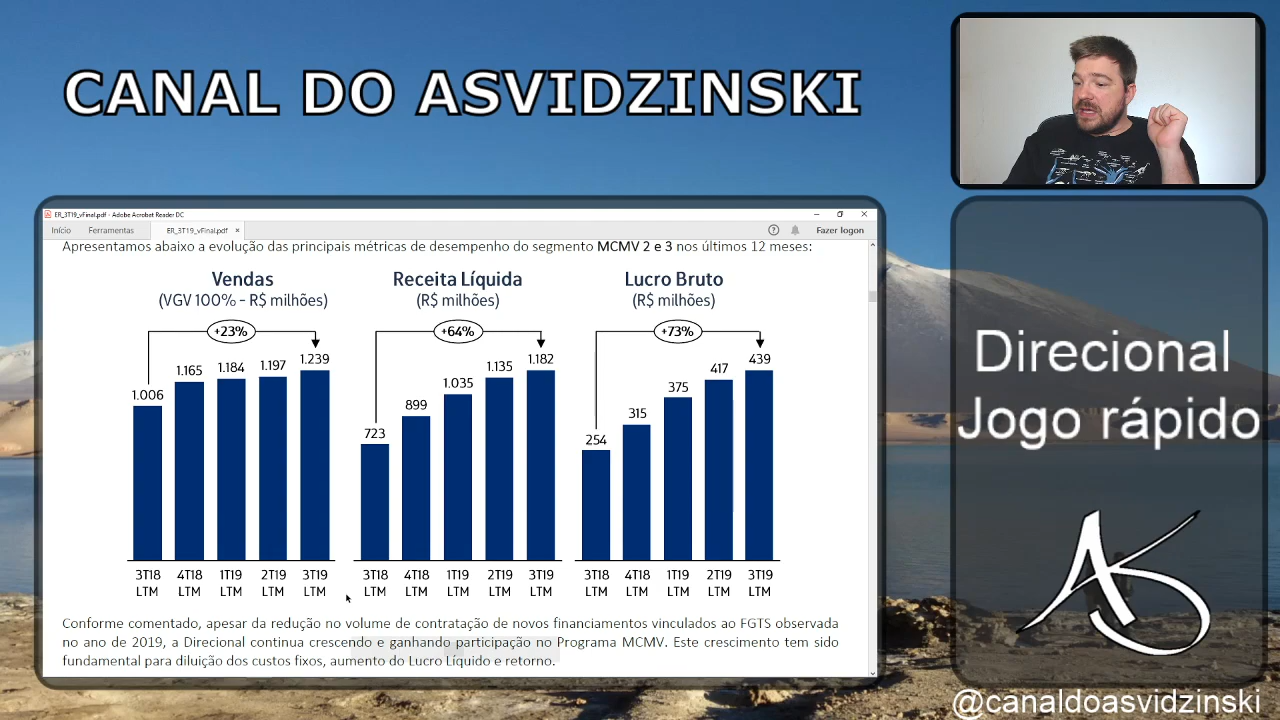 CANAL DO ASVIDZINSKI
ER_3T19_vFinal.pdf - Adobe Acrobat Reader DC
Início Ferramentas ER_3T19_vFinal.pdf × Fazer logon
Apresentamos abaixo a evolução das principais métricas de desempenho do segmento MCMV 2 e 3 nos últimos 12 meses:
Vendas
(VGV 100% - R$ milhões)
+23%
1.006 1.165 1.184 1.197 1.239
3T18 4T18 1T19 2T19 3T19
LTM LTM LTM LTM LTM
Receita Líquida
(R$ milhões)
+64%
723 899 1.035 1.135 1.182
3T18 4T18 1T19 2T19 3T19
LTM LTM LTM LTM LTM
Lucro Bruto
(R$ milhões)
+73%
254 315 375 417 439
3T18 4T18 1T19 2T19 3T19
LTM LTM LTM LTM LTM
Conforme comentado, apesar da redução no volume de contratação de novos financiamentos vinculados ao FGTS observada
no ano de 2019, a Direcional continua crescendo e ganhando participação no Programa MCMV. Este crescimento tem sido
fundamental para diluição dos custos fixos, aumento do Lucro Líquido e retorno.
Direcional
Jogo rápido
@canaldoasvidzinski